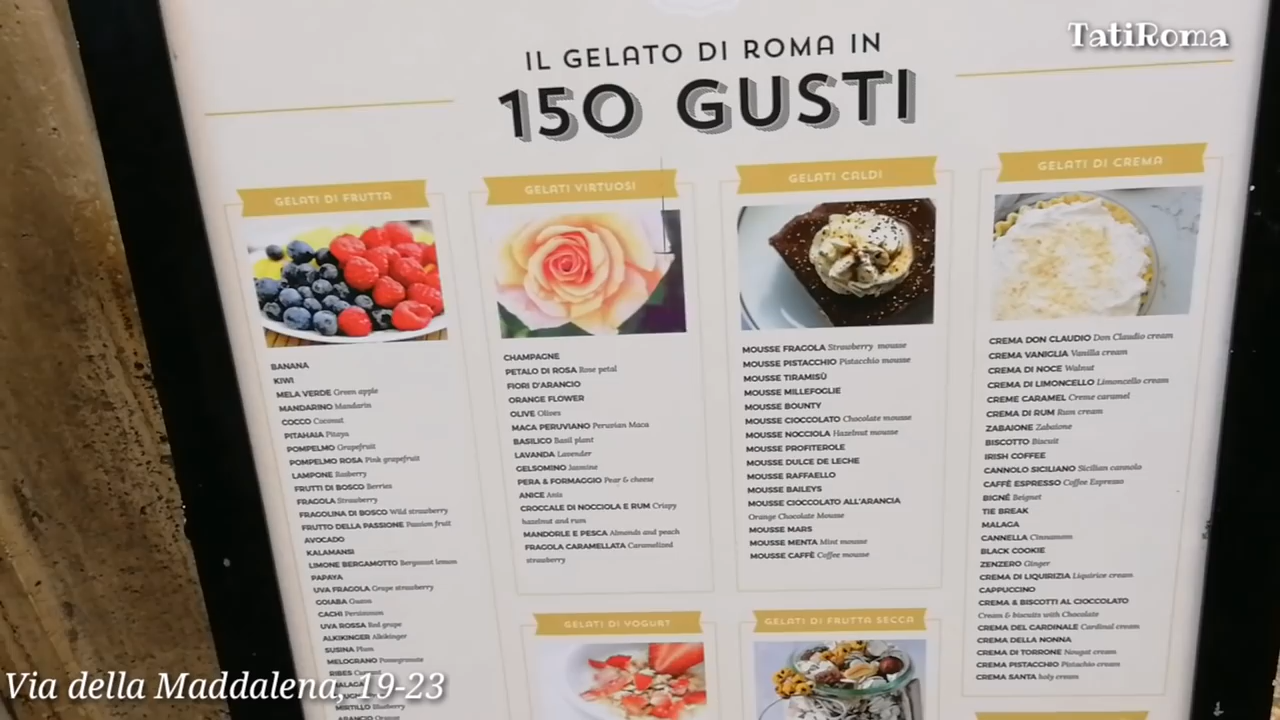 TatiRoma
IL GELATO DI ROMA IN
150 GUSTI
GELATI DI FRUTTA
BANANA
KIWI
MELA VERDE Green apple
MANDARINO Mandarin
COCCO Coconut
PITAHAIA Pitaya
POMPELMO Grapefruit
POMPELMO ROSA Pink grapefruit
LAMPONE Rasberry
FRUTTI DI BOSCO Berries
FRAGOLA Strawberry
FRAGOLINA DI BOSCO Wild strawberry
FRUTTO DELLA PASSIONE Passion fruit
AVOCADO
KALAMANSI
LIMONE BERGAMOTTO Bergamot lemon
PAPAYA
UVA FRAGOLA Grape strawberry
GOIABA Guava
CACHI Persimmon
UVA ROSSA Red grape
ALKIKINGER Alkikinger
SUSINA Plum
MELOGRANO Pomegranate
RIBES
MIRTILLO Blueberry
ARANCIO Orange
GELATI VIRTUOSI
CHAMPAGNE
PETALO DI ROSA Rose petal
FIORI D'ARANCIO
ORANGE FLOWER
OLIVE Olives
MACA PERUVIANO Peruvian Maca
BASILICO Basil plant
LAVANDA Lavender
GELSOMINO Jasmine
PERA & FORMAGGIO Pear & cheese
ANICE Anis
CROCCALE DI NOCCIOLA E RUM Crispy
hazelnut and rum
MANDORLE E PESCA Almonds and peach
FRAGOLA CARAMELLATA Caramelized
strawberry
GELATI CALDI
MOUSSE FRAGOLA Strawberry mousse
MOUSSE PISTACCHIO Pistacchio mousse
MOUSSE TIRAMISÙ
MOUSSE MILLEFOGLIE
MOUSSE BOUNTY
MOUSSE CIOCCOLATO Chocolate mousse
MOUSSE NOCCIOLA Hazelnut mousse
MOUSSE PROFITEROLE
MOUSSE DULCE DE LECHE
MOUSSE RAFFAELLO
MOUSSE BAILEYS
MOUSSE CIOCCOLATO ALL'ARANCIA
Orange Chocolate Mousse
MOUSSE MARS
MOUSSE MENTA Mint mousse
MOUSSE CAFFÈ Coffee mousse
GELATI DI CREMA
CREMA DON CLAUDIO Don Claudio cream
CREMA VANIGLIA Vanilla cream
CREMA DI NOCE Walnut
CREMA DI LIMONCELLO Limoncello cream
CREME CARAMEL Creme caramel
CREMA DI RUM Rum cream
ZABAIONE Zabaione
BISCOTTO Biscuit
IRISH COFFEE
CANNOLO SICILIANO Sicilian cannolo
CAFFÈ ESPRESSO Coffee Espresso
BIGNÈ Beignet
TIE BREAK
MALAGA
CANNELLA Cinnamom
BLACK COOKIE
ZENZERO Ginger
CREMA DI LIQUIRIZIA Liquirice cream
CAPPUCCINO
CREMA & BISCOTTI AL CIOCCOLATO
Cream & biscuits with Chocolate
CREMA DEL CARDINALE Cardinal cream
CREMA DELLA NONNA
CREMA DI TORRONE Nougat cream
CREMA PISTACCHIO Pistachio cream
CREMA SANTA holy cream
GELATI DI YOGURT
GELATI DI FRUTTA SECCA
Via della Maddalena, 19-23